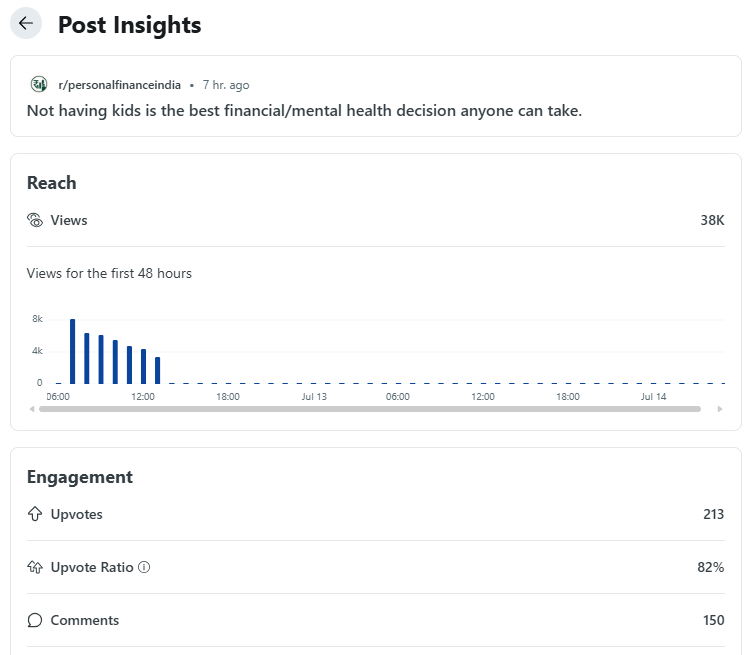 Post Insights
r/personalfinanceindia • 7 hr. ago
Not having kids is the best financial/mental health decision anyone can take.
Reach
Views 38K
Views for the first 48 hours
8k
4k
0
06:00 12:00 18:00 Jul 13 06:00 12:00 18:00 Jul 14
Engagement
Upvotes 213
Upvote Ratio 82%
Comments 150